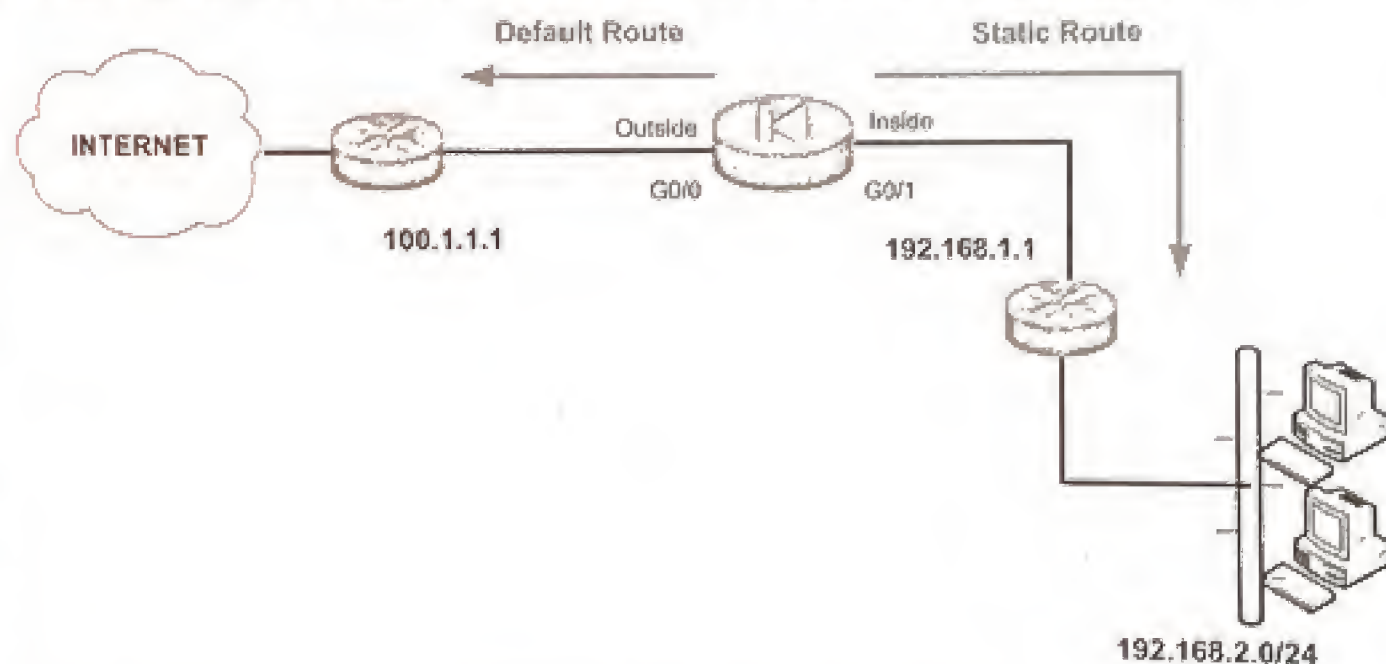 Default Route
Static Route
INTERNET
Outside
Inside
G0/0
G0/1
100.1.1.1
192.168.1.1
192.168.2.0/24